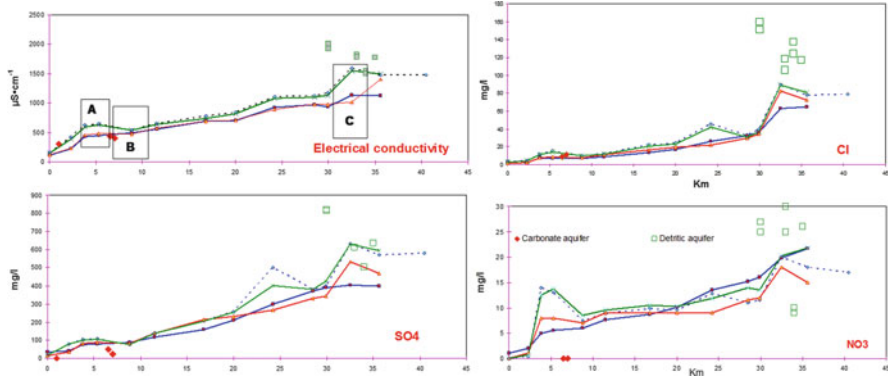 2500
2000
1500
1000
500
0
µS•cm⁻¹
A
B
C
Electrical conductivity
0 5 10 15 20 25 30 35 40 45
180
160
140
120
100
80
60
40
20
0
mg/l
Cl
0 5 10 15 20 25 30 35 40 45
Km
900
800
700
600
500
400
300
200
100
0
mg/l
SO4
0 5 10 15 20 25 30 35 40 45
30
25
20
15
10
5
0
mg/l
Carbonate aquifer
Detritic aquifer
NO3
0 5 10 15 20 25 30 35 40 45
Km